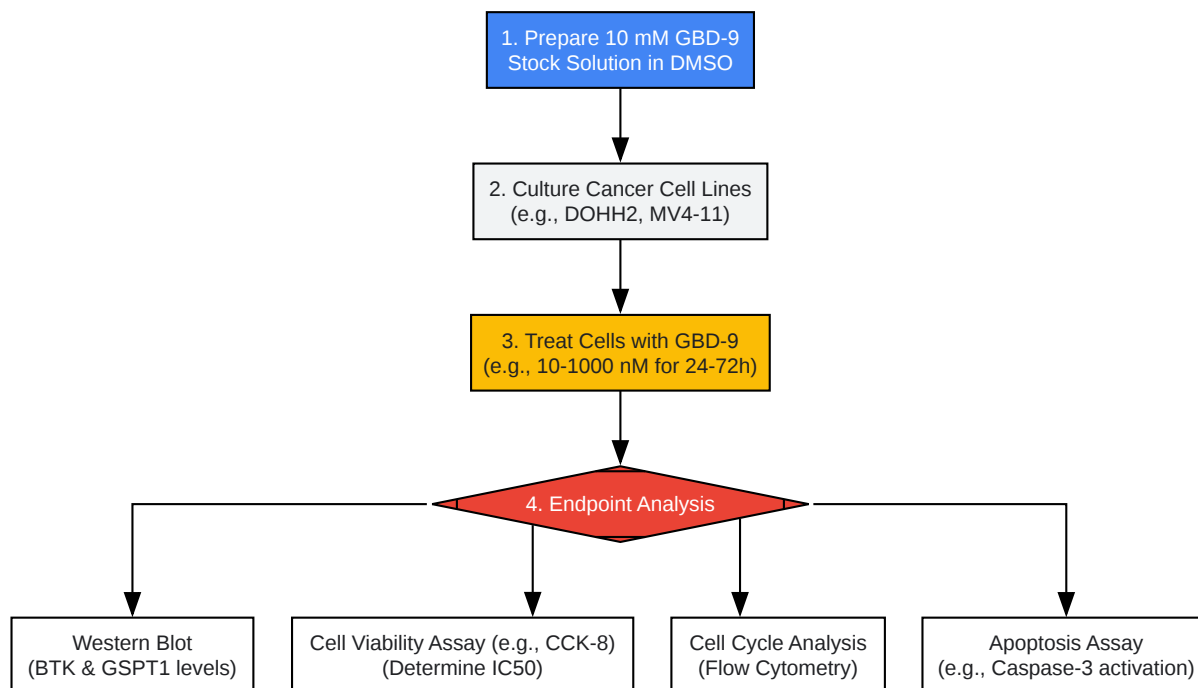 1. Prepare 10 mM GBD-9
Stock Solution in DMSO
2. Culture Cancer Cell Lines
(e.g., DOHH2, MV4-11)
3. Treat Cells with GBD-9
(e.g., 10-1000 nM for 24-72h)
4. Endpoint Analysis
Western Blot
(BTK & GSPT1 levels)
Cell Viability Assay (e.g., CCK-8)
(Determine IC50)
Cell Cycle Analysis
(Flow Cytometry)
Apoptosis Assay
(e.g., Caspase-3 activation)